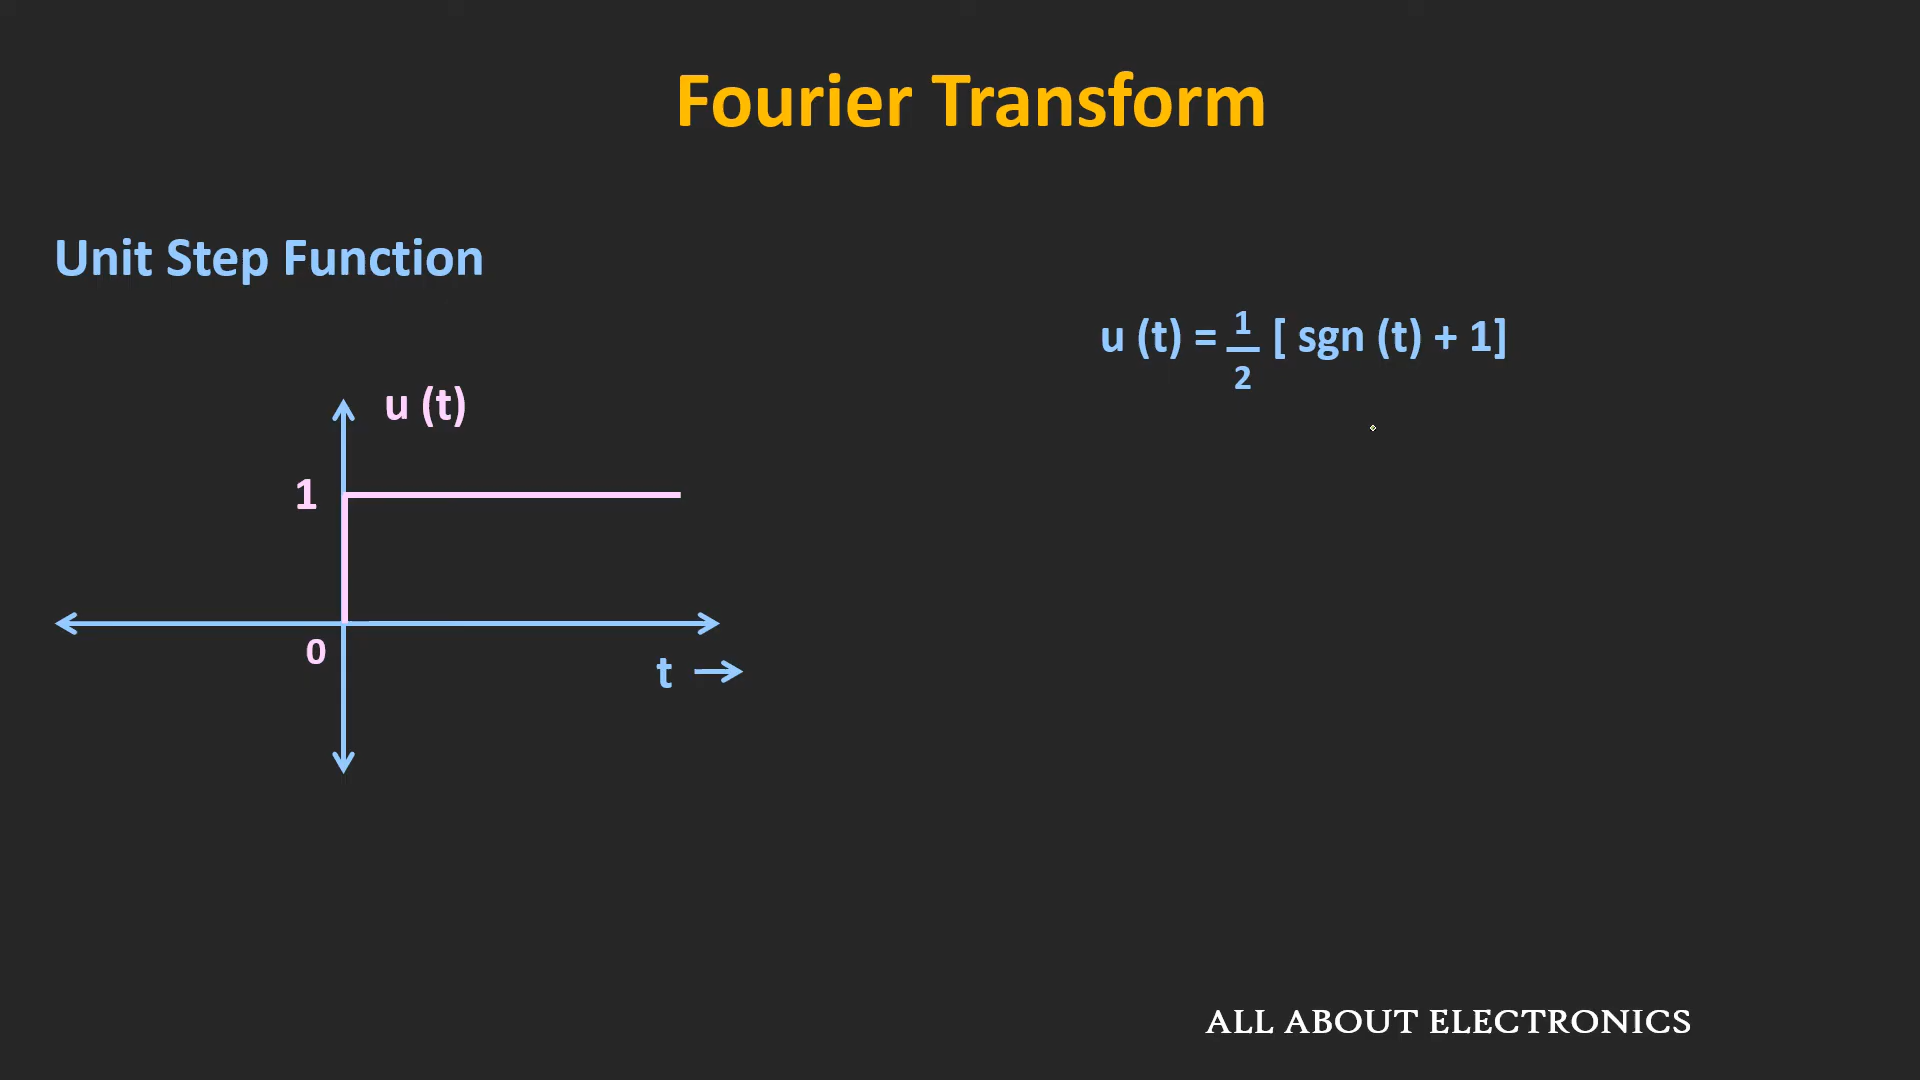 Fourier Transform
Unit Step Function
u (t) = 1/2 [ sgn (t) + 1]
u (t)
1
0
t →
ALL ABOUT ELECTRONICS